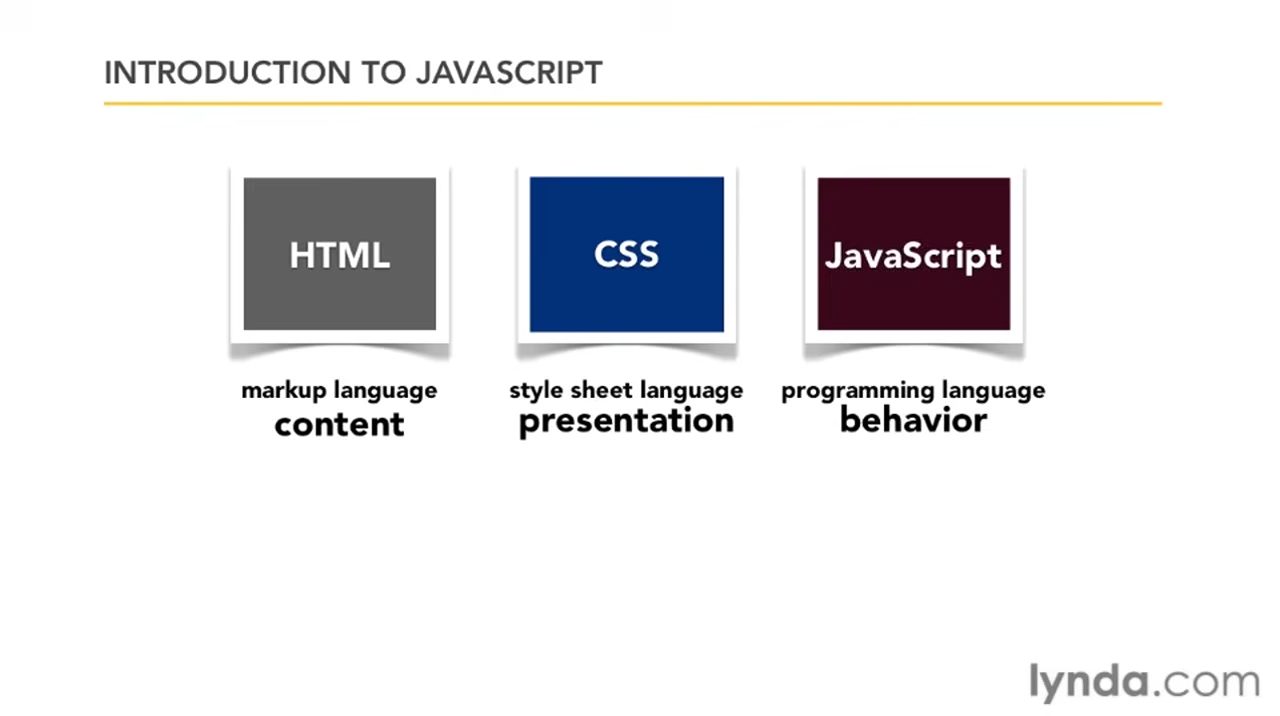 INTRODUCTION TO JAVASCRIPT
HTML
CSS
JavaScript
markup language
content
style sheet language
presentation
programming language
behavior
lynda.com